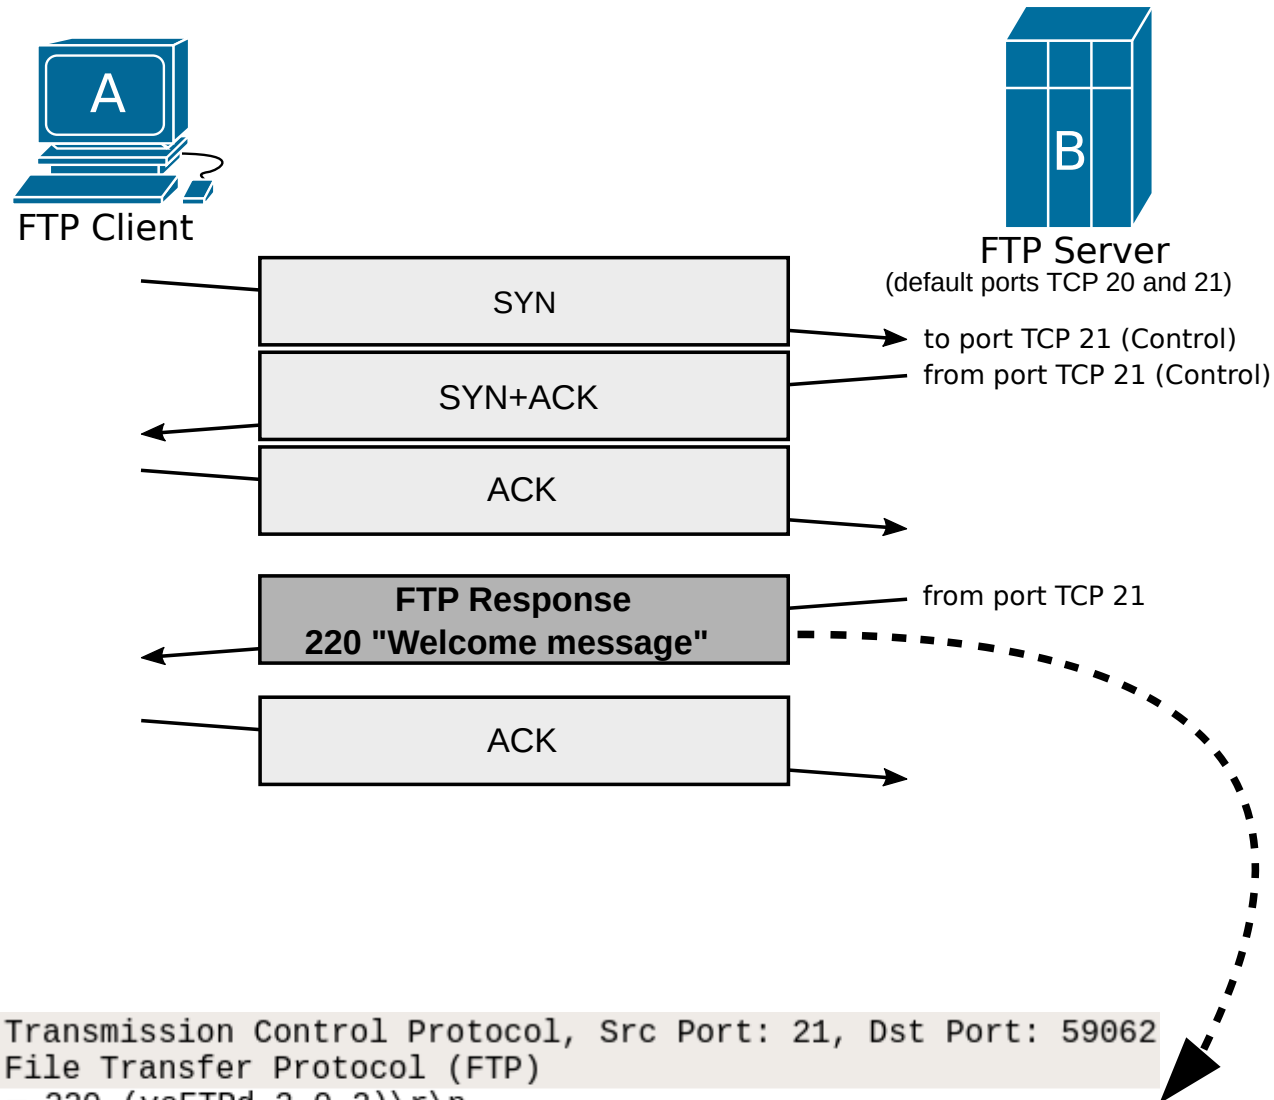 A
B
FTP Client
FTP Server
(default ports TCP 20 and 21)
SYN
to port TCP 21 (Control)
SYN+ACK
from port TCP 21 (Control)
ACK
FTP Response
220 "Welcome message"
from port TCP 21
ACK
Transmission Control Protocol, Src Port: 21, Dst Port: 59062
File Transfer Protocol (FTP)